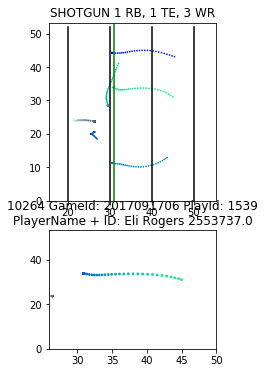 SHOTGUN 1 RB, 1 TE, 3 WR
50
40
30
20
10
0
20 30 40 50
10264 GameId: 2017091706 PlayId: 1539
PlayerName + ID: Eli Rogers 2553737.0
40
20
0
30 35 40 45 50